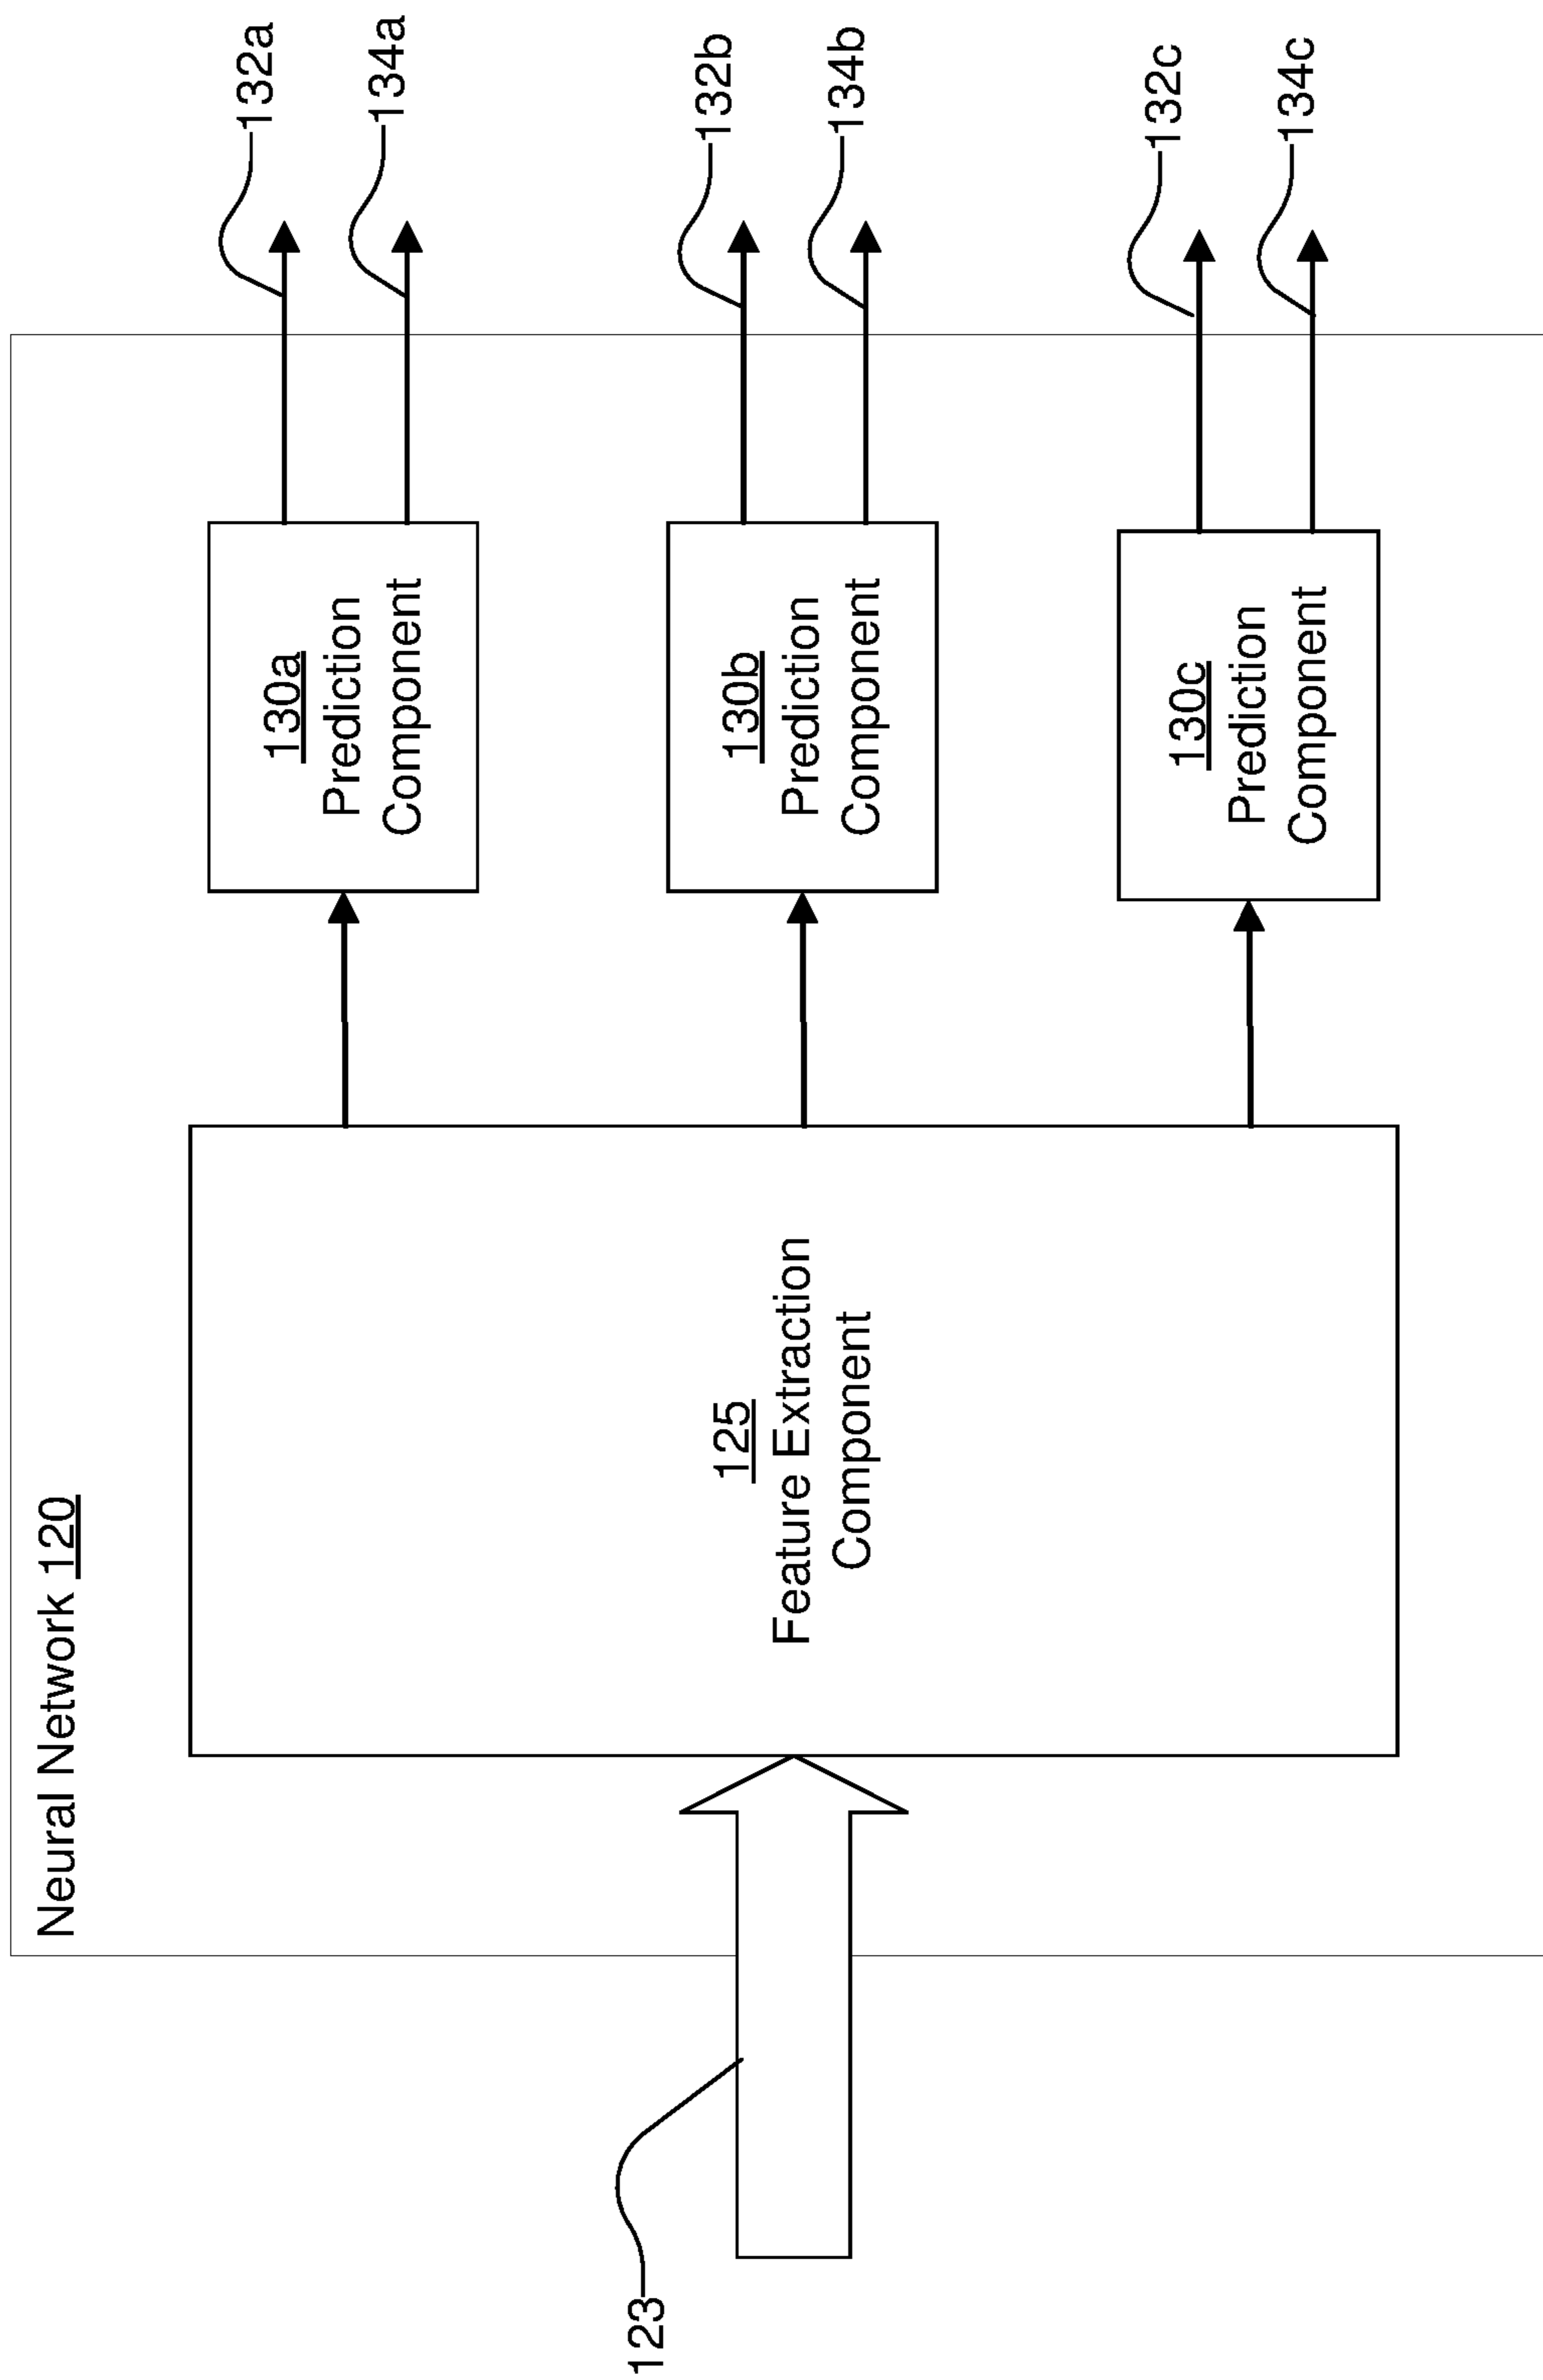 Neural Network 120
123
125
Feature Extraction
Component
130a
Prediction
Component
132a
134a
130b
Prediction
Component
132b
134b
130c
Prediction
Component
132c
134c